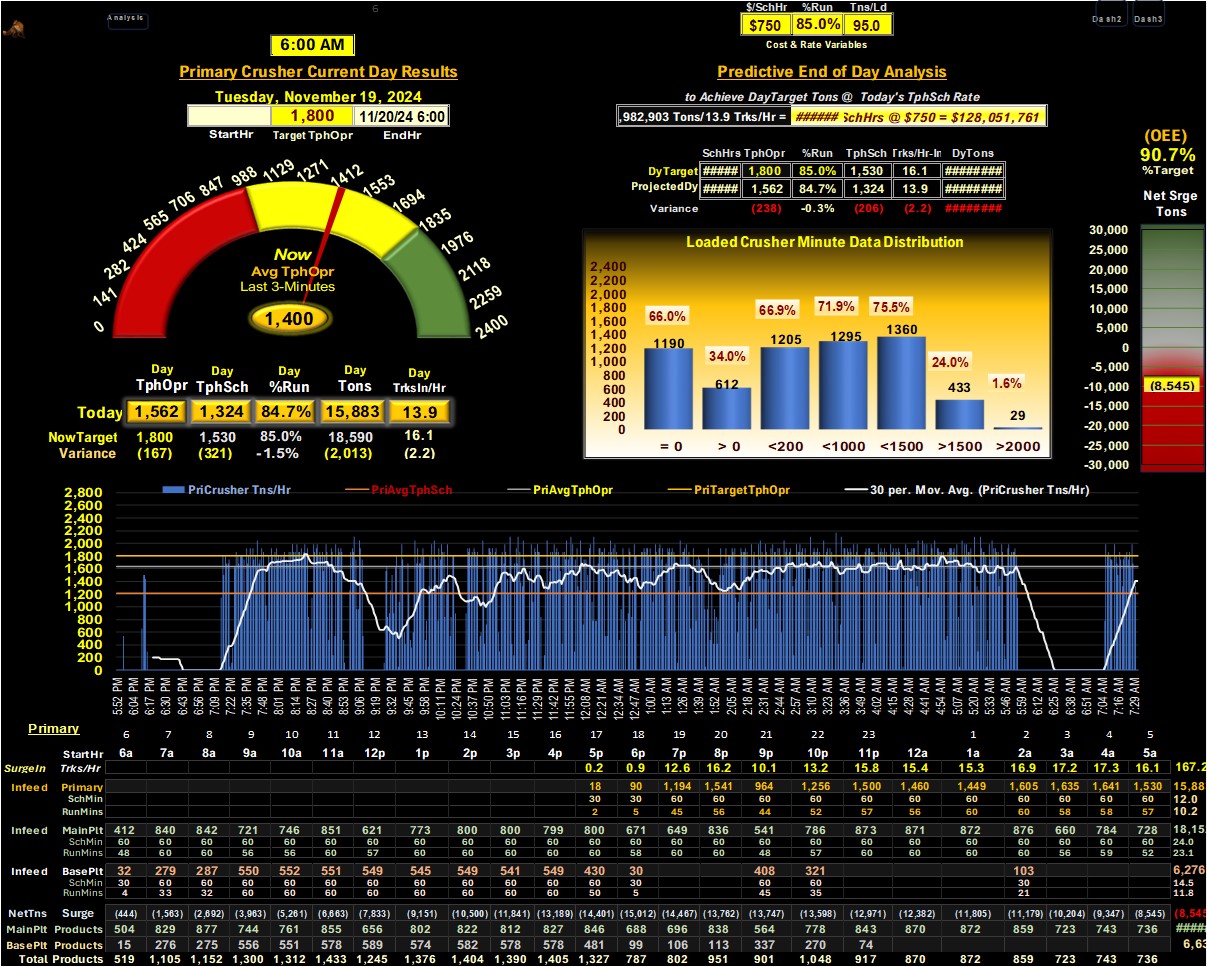 6
Analysis
$/SchHr %Run Tns/Ld
$750 85.0% 95.0
Cost & Rate Variables
Dash2 Dash3
6:00 AM
Primary Crusher Current Day Results
Tuesday, November 19, 2024
1,800 11/20/24 6:00
StartHr Target TphOpr EndHr
Predictive End of Day Analysis
to Achieve DayTarget Tons @ Today's TphSch Rate
,982,903 Tons/13.9 Trks/Hr = ###### SchHrs @ $750 = $128,051,761
SchHrs TphOpr %Run TphSch Trks/Hr-In DyTons
DyTarget ##### 1,800 85.0% 1,530 16.1 ########
ProjectedDy ##### 1,562 84.7% 1,324 13.9 ########
Variance (238) -0.3% (206) (2.2) ########
(OEE)
90.7%
%Target
Net Srge
Tons
30,000
25,000
20,000
15,000
10,000
5,000
0
-5,000
-10,000
(8,545)
-15,000
-20,000
-25,000
-30,000
0 141 282 424 565 706 847 988 1129 1271 1412 1553 1694 1835 1976 2118 2259 2400
Now
Avg TphOpr
Last 3-Minutes
1,400
Day Day Day Day Day
TphOpr TphSch %Run Tons TrksIn/Hr
Today 1,562 1,324 84.7% 15,883 13.9
NowTarget 1,800 1,530 85.0% 18,590 16.1
Variance (167) (321) -1.5% (2,013) (2.2)
Loaded Crusher Minute Data Distribution
2,400
2,200
2,000
1,800
1,600
1,400
1,200
1,000
800
600
400
200
0
66.0% 34.0% 66.9% 71.9% 75.5% 24.0% 1.6%
1190 612 1205 1295 1360 433 29
= 0 > 0 <200 <1000 <1500 >1500 >2000
PriCrusher Tns/Hr PriAvgTphSch PriAvgTphOpr PriTargetTphOpr 30 per. Mov. Avg. (PriCrusher Tns/Hr)
2,800
2,600
2,400
2,200
2,000
1,800
1,600
1,400
1,200
1,000
800
600
400
200
0
5:52 PM 6:04 PM 6:17 PM 6:43 PM 6:56 PM 7:09 PM 7:22 PM 7:35 PM 7:48 PM 8:01 PM 8:14 PM 8:27 PM 8:40 PM 8:53 PM 9:06 PM 9:19 PM 9:32 PM 9:45 PM 9:58 PM 10:11 PM 10:24 PM 10:37 PM 10:50 PM 11:03 PM 11:16 PM 11:29 PM 11:42 PM 11:55 PM 12:08 AM 12:21 AM 12:34 AM 12:47 AM 1:00 AM 1:13 AM 1:26 AM 1:39 AM 1:52 AM 2:05 AM 2:18 AM 2:31 AM 2:44 AM 2:57 AM 3:10 AM 3:23 AM 3:36 AM 3:49 AM 4:02 AM 4:15 AM 4:28 AM 4:41 AM 4:54 AM 5:07 AM 5:20 AM 5:33 AM 5:46 AM 5:59 AM 6:12 AM 6:25 AM 6:38 AM 6:51 AM 7:04 AM 7:16 AM 7:29 AM
Primary 6 7 8 9 10 11 12 13 14 15 16 17 18 19 20 21 22 23 1 2 3 4 5
StartHr 6a 7a 8a 9a 10a 11a 12p 1p 2p 3p 4p 5p 6p 7p 8p 9p 10p 11p 12a 1a 2a 3a 4a 5a
SurgeIn Trks/Hr 0.2 0.9 12.6 16.2 10.1 13.2 15.8 15.4 15.3 16.9 17.2 17.3 16.1 167.2
Infeed Primary 18 90 1,194 1,541 964 1,256 1,500 1,460 1,449 1,605 1,635 1,641 1,530 15,88
SchMin 30 30 60 60 60 60 60 60 60 60 60 60 60 12.0
RunMins 2 5 45 56 44 52 57 56 60 60 58 58 57 10.2
Infeed MainPlt 412 840 842 721 746 851 621 773 800 800 799 800 671 649 836 541 786 873 871 872 876 660 784 728 18,15
SchMin 60 60 60 60 60 60 60 60 60 60 60 60 60 60 60 60 60 60 60 60 60 60 60 60 24.0
RunMins 48 60 60 56 56 60 57 60 60 60 60 60 58 60 60 48 57 60 60 60 60 56 59 52 23.1
Infeed BasePlt 32 279 287 550 552 551 549 545 549 541 549 430 30 408 321 103 6,276
SchMin 30 60 60 60 60 60 60 60 60 60 60 60 30 60 60 30 14.5
RunMins 4 33 32 60 60 60 60 60 60 60 60 50 5 45 35 21 11.8
NetTns Surge (444) (1,563) (2,692) (3,963) (5,261) (6,663) (7,833) (9,151) (10,500) (11,841) (13,189) (14,401) (15,012) (14,467) (13,762) (13,747) (13,598) (12,971) (12,382) (11,805) (11,179) (10,204) (9,347) (8,545) (8,545
MainPlt Products 504 829 877 744 761 855 656 802 822 812 827 846 688 696 838 564 778 843 870 872 859 723 743 736 ####
BasePlt Products 15 276 275 556 551 578 589 574 582 578 578 481 99 106 113 337 270 74 6,63
Total Products 519 1,105 1,152 1,300 1,312 1,433 1,245 1,376 1,404 1,390 1,405 1,327 787 802 951 901 1,048 917 870 872 859 723 743 736